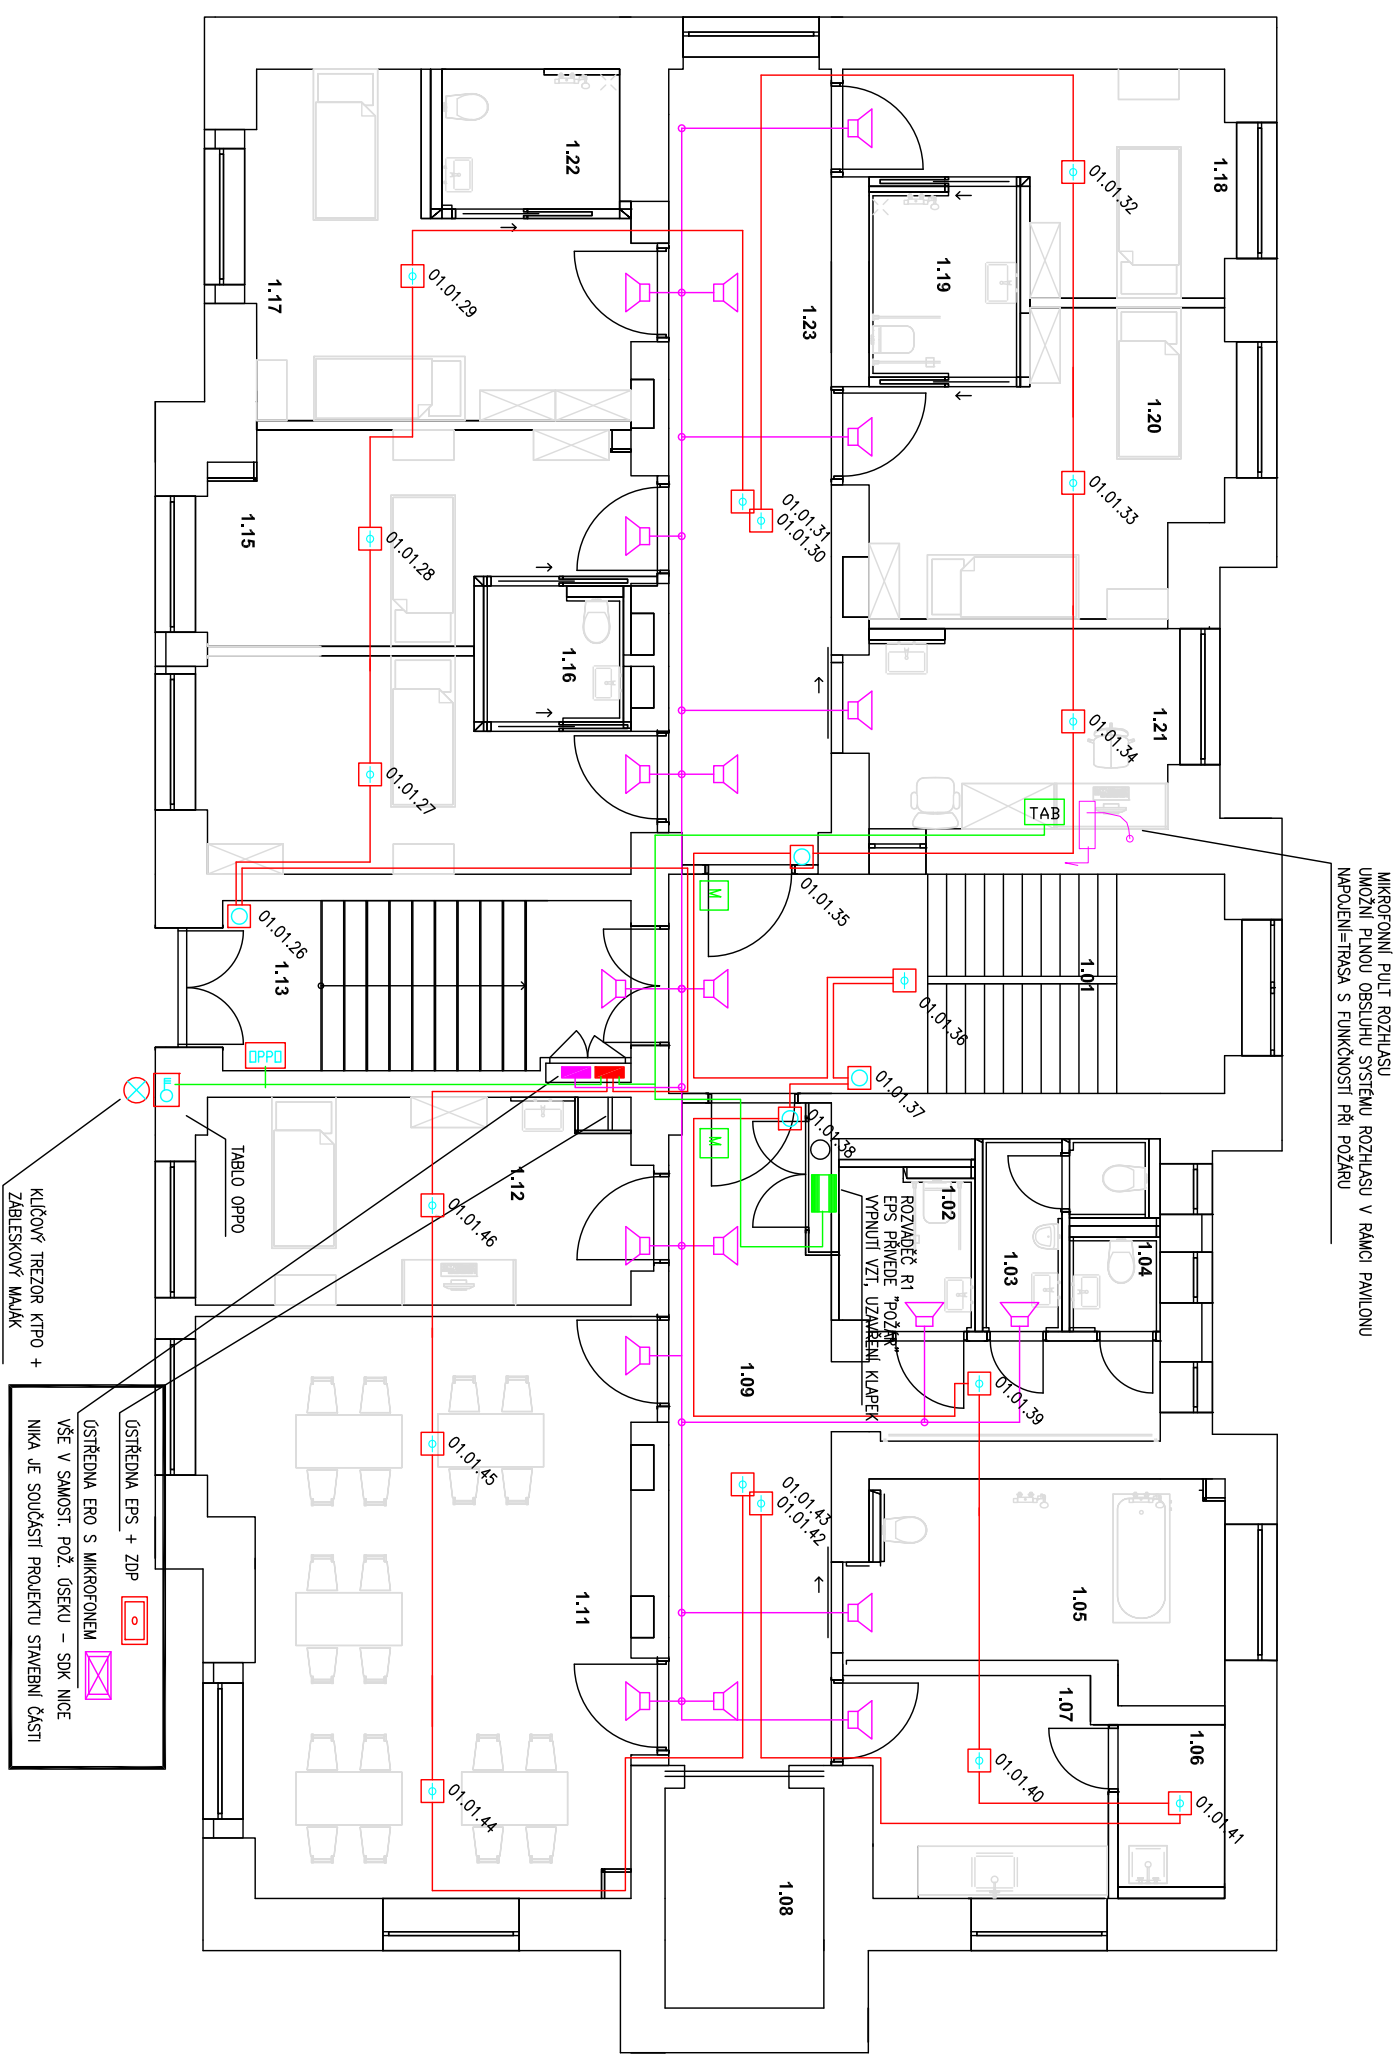 MIKROFONNÍ PULT ROZHLASU
UMOŽNÍ PLNOU OBSLUHU SYSTÉMU ROZHLASU V RÁMCI PAVILONU
NAPOJENÍ=TRASA S FUNKČNOSTÍ PŘI POŽÁRU
1.18
01.01.32
1.19
1.20
01.01.33
1.21
01.01.34
TAB
1.22
1.23
01.01.29
1.17
01.01.31
01.01.30
1.15
01.01.28
1.16
01.01.27
01.01.35
M
1.01
01.01.36
01.01.37
01.01.38
M
01.01.26
1.13
OPPO
TABLO OPPO
KLÍČOVÝ TREZOR KTPO +
ZÁBLESKOVÝ MAJÁK
1.12
01.01.46
1.02
1.03
1.04
ROZVADĚČ R1
EPS PŘIVEDE "POŽÁR"
VYPNUTÍ VZT, UZAVŘENÍ KLAPEK
1.09
01.01.39
01.01.43
01.01.42
01.01.45
1.11
01.01.44
1.05
1.07
1.06
01.01.40
01.01.41
1.08
ÚSTŘEDNA EPS + ZDP
ÚSTŘEDNA ERO S MIKROFONEM
VŠE V SAMOST. POŽ. ÚSEKU - SDK NICE
NIKA JE SOUČÁSTÍ PROJEKTU STAVEBNÍ ČÁSTI